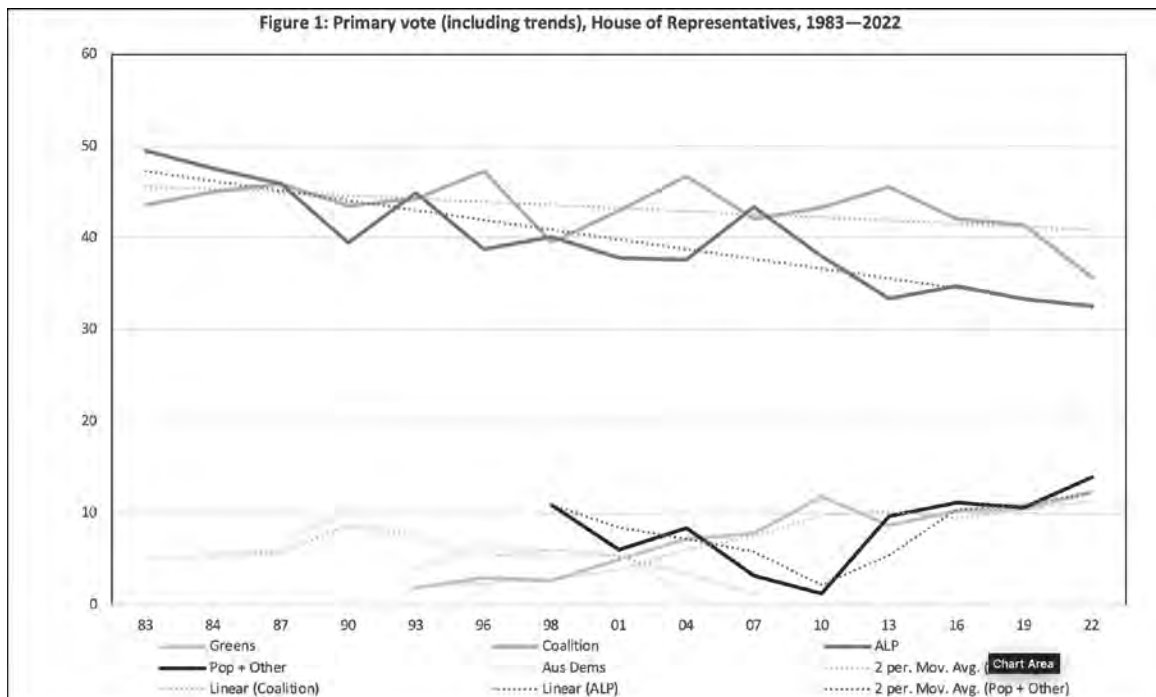 Figure 1: Primary vote (including trends), House of Representatives, 1983—2022
60
50
40
30
20
10
0
83 84 87 90 93 96 98 01 04 07 10 13 16 19 22
Greens Coalition ALP
Pop + Other Aus Dems 2 per. Mov. Avg. ( Chart Area
Linear (Coalition) Linear (ALP) 2 per. Mov. Avg. (Pop + Other)